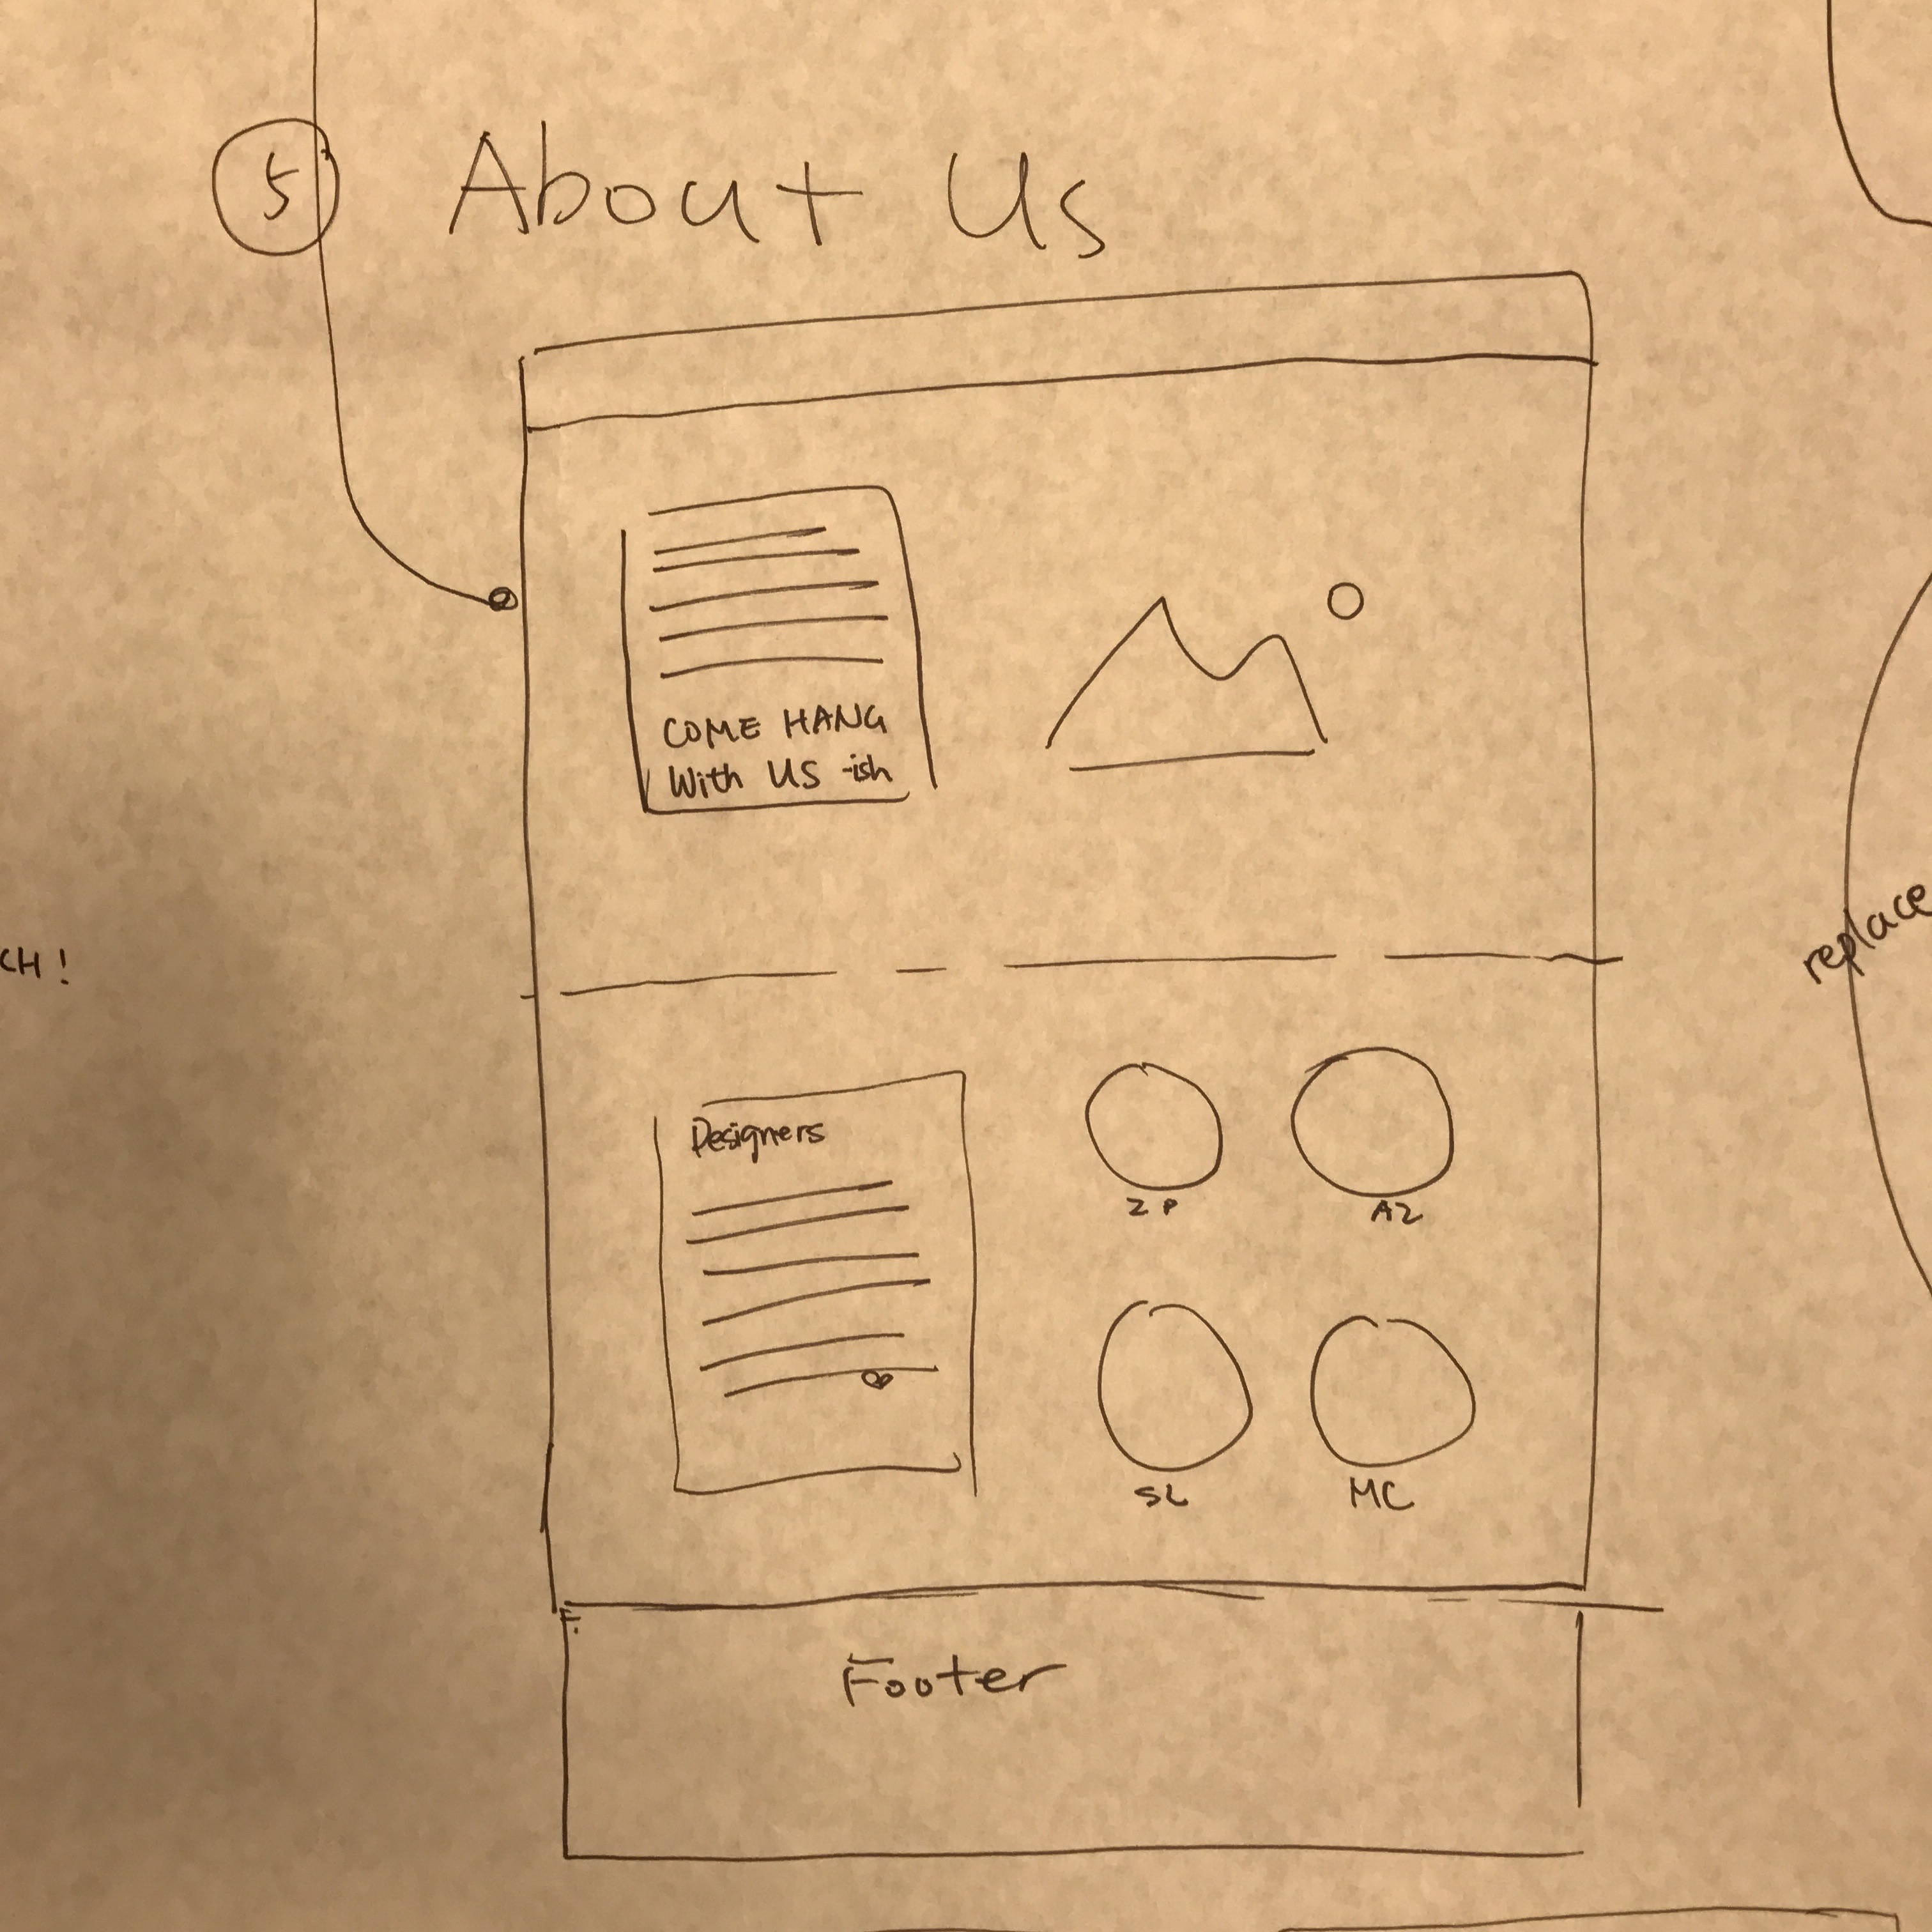 5 About Us
COME HANG
With US -ish
CH!
replace
Designers
ZP AZ
SL MC
Footer